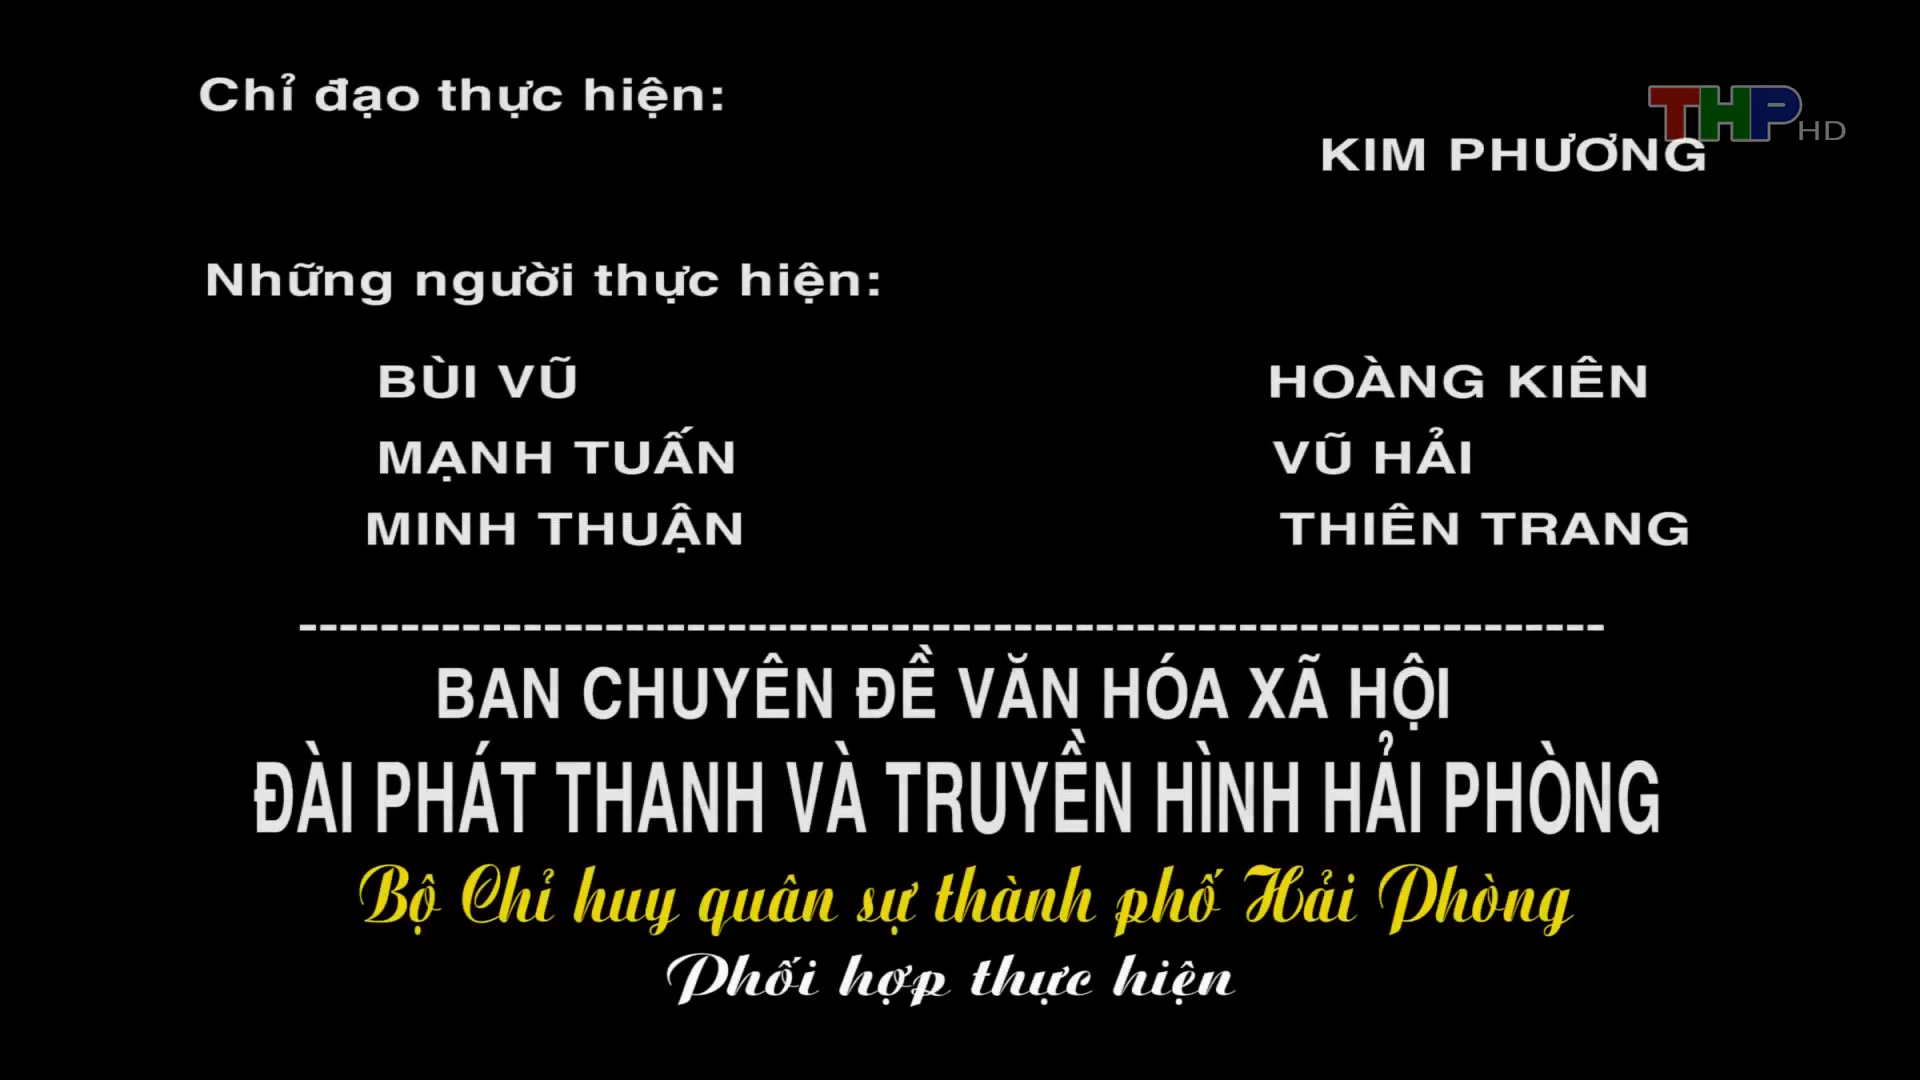 Chỉ đạo thực hiện:
THP HD
KIM PHƯƠNG
Những người thực hiện:
BÙI VŨ HOÀNG KIÊN
MẠNH TUẤN VŨ HẢI
MINH THUẬN THIÊN TRANG
----------------------------------------------------------------
BAN CHUYÊN ĐỀ VĂN HÓA XÃ HỘI
ĐÀI PHÁT THANH VÀ TRUYỀN HÌNH HẢI PHÒNG
Bộ Chỉ huy quân sự thành phố Hải Phòng
Phối hợp thực hiện